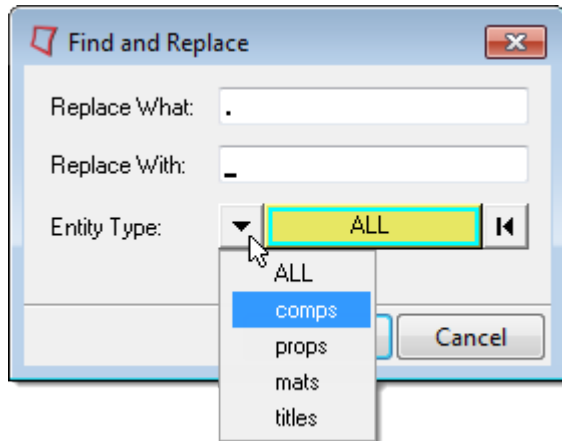 Find and Replace
Replace What: .
Replace With: _
Entity Type: ALL
ALL
comps
props
mats
titles
Cancel